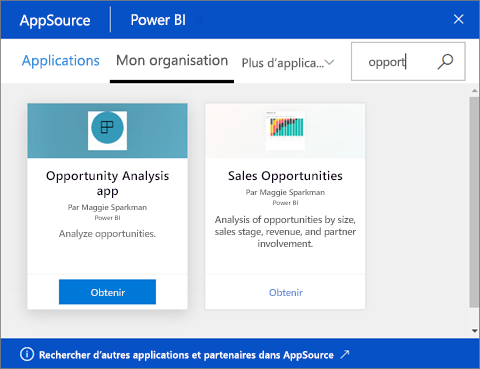 AppSource Power BI
Applications Mon organisation Plus d'applica... opport
Opportunity Analysis
app
Par Maggie Sparkman
Power BI
Analyze opportunities.
Obtenir
Sales Opportunities
Par Maggie Sparkman
Power BI
Analysis of opportunities by size,
sales stage, revenue, and partner
involvement.
Obtenir
Rechercher d'autres applications et partenaires dans AppSource